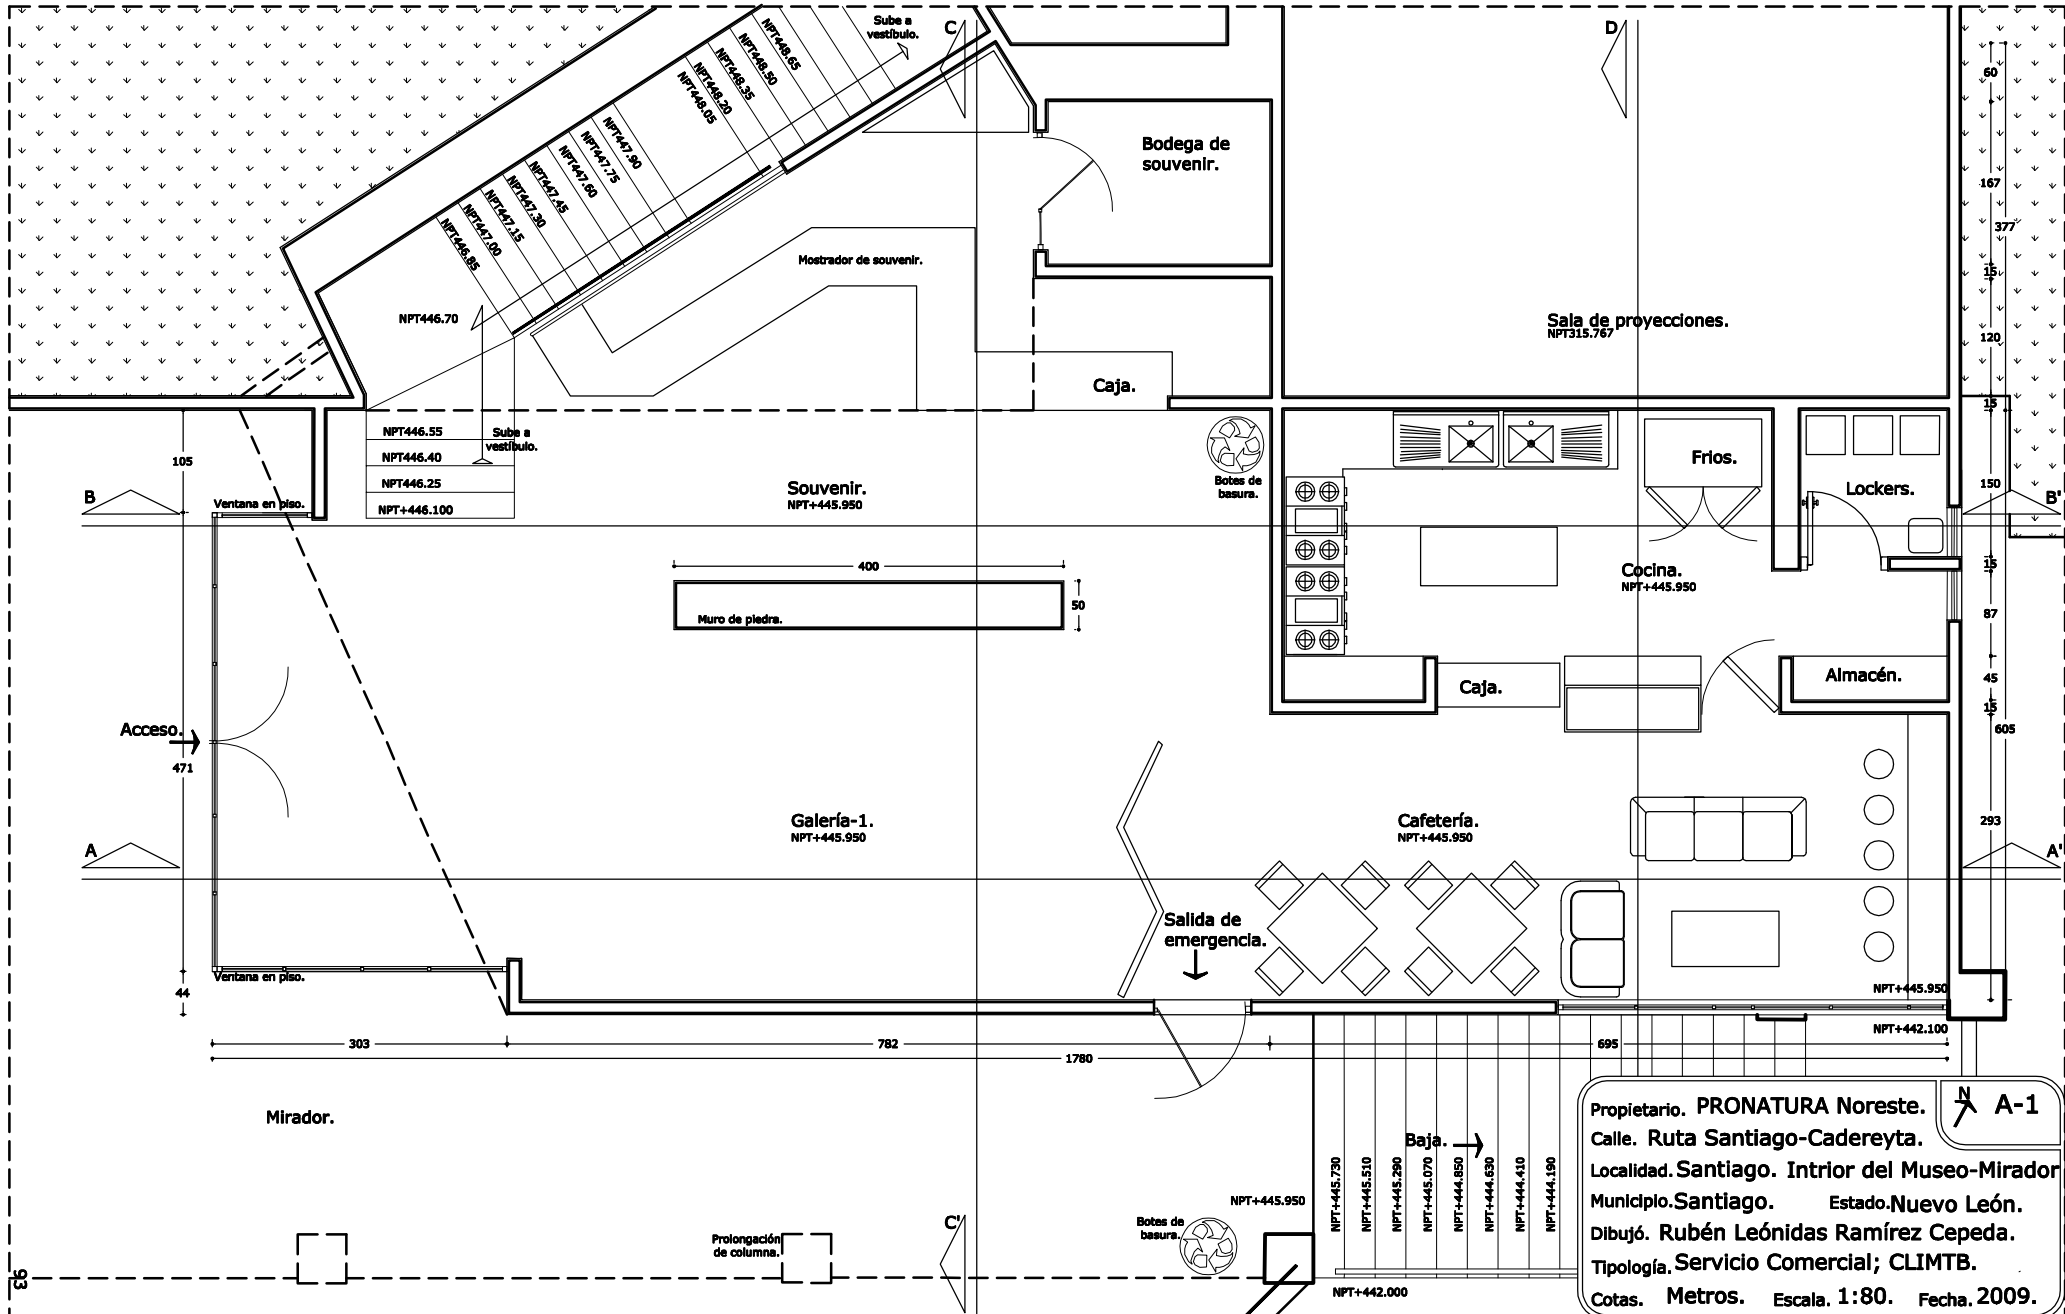 Sube a
vestíbulo.
C
D
NPT448.65
NPT448.50
NPT448.35
NPT448.20
NPT448.05
NPT447.90
NPT447.75
NPT447.60
NPT447.45
NPT447.30
NPT447.15
NPT447.00
NPT446.85
NPT446.70
Bodega de
souvenir.
Mostrador de souvenir.
Sala de proyecciones.
NPT315.767
Caja.
60
167
377
15
120
15
150
15
87
45
15
605
293
NPT446.55
NPT446.40
NPT446.25
NPT+446.100
Sube a
vestíbulo.
105
B
B'
Ventana en piso.
Souvenir.
NPT+445.950
Botes de
basura.
Frios.
Lockers.
400
50
Muro de piedra.
Cocina.
NPT+445.950
Caja.
Almacén.
Acceso.
471
Galería-1.
NPT+445.950
Cafetería.
NPT+445.950
A
A'
Salida de
emergencia.
Ventana en piso.
44
NPT+445.950
NPT+442.100
303
782
695
1780
Mirador.
Baja.
NPT+445.730
NPT+445.510
NPT+445.290
NPT+445.070
NPT+444.850
NPT+444.630
NPT+444.410
NPT+444.190
NPT+445.950
Botes de
basura.
C'
Prolongación
de columna.
NPT+442.000
93
N
A-1
Propietario. PRONATURA Noreste.
Calle. Ruta Santiago-Cadereyta.
Localidad. Santiago. Intrior del Museo-Mirador
Municipio. Santiago. Estado. Nuevo León.
Dibujó. Rubén Leónidas Ramírez Cepeda.
Tipología. Servicio Comercial; CLIMTB.
Cotas. Metros. Escala. 1:80. Fecha. 2009.